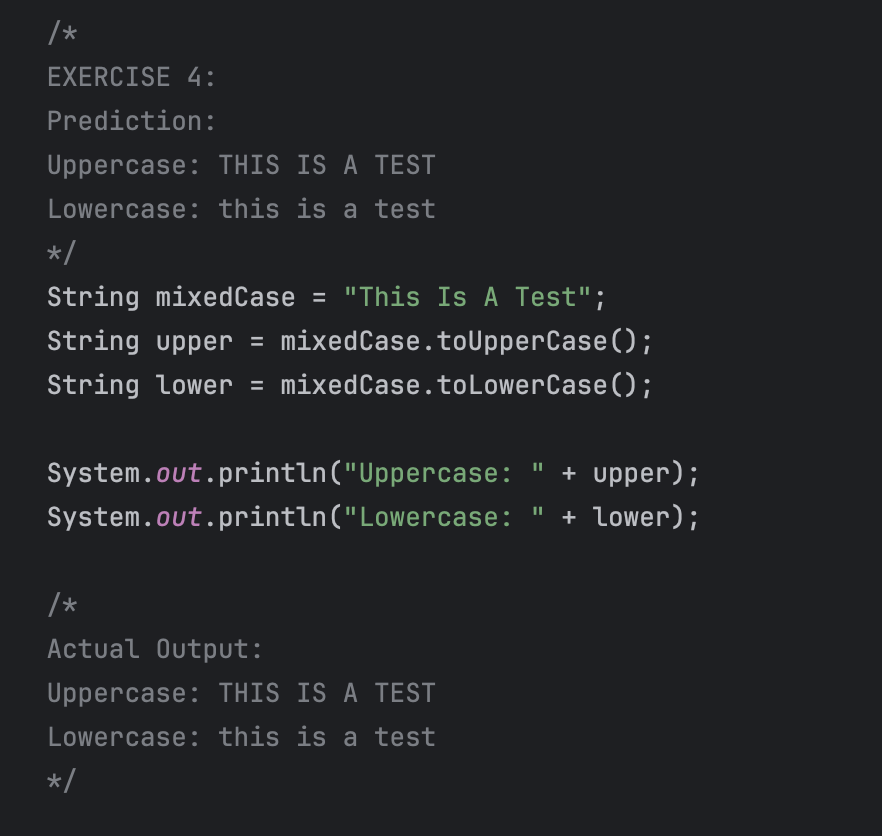 /*
EXERCISE 4:
Prediction:
Uppercase: THIS IS A TEST
Lowercase: this is a test
*/
String mixedCase = "This Is A Test";
String upper = mixedCase.toUpperCase();
String lower = mixedCase.toLowerCase();
System.out.println("Uppercase: " + upper);
System.out.println("Lowercase: " + lower);
/*
Actual Output:
Uppercase: THIS IS A TEST
Lowercase: this is a test
*/